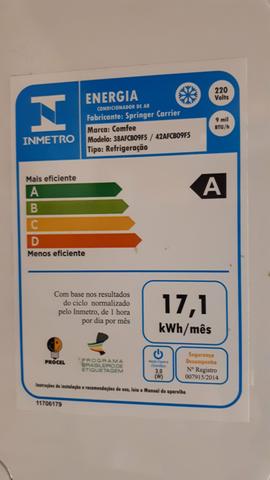 INMETRO
ENERGIA
CONDICIONADOR DE AR
Fabricante: Springer Carrier
Marca: Comfee
Modelo: 38AFCB09F5 / 42AFCB09F5
Tipo: Refrigeração
220
Volts
9 mil
BTU/h
Mais eficiente
A
B
C
D
Menos eficiente
A
Com base nos resultados
do ciclo normalizado
pelo Inmetro, de 1 hora
por dia por mês
17,1
kWh/mês
PROCEL
PROGRAMA
BRASILEIRO DE
ETIQUETAGEM
3,0
(W)
Segurança
Desempenho
Nº Registro
007915/2014
Instruções de instalação e recomendações de uso, leia o Manual do aparelho
11706179